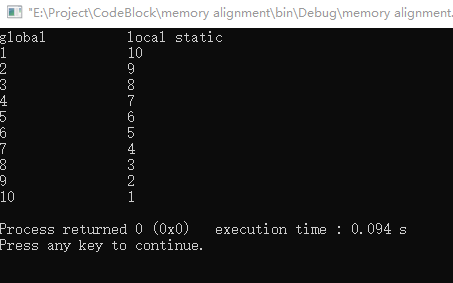 "E:\Project\CodeBlock\memory alignment\bin\Debug\memory alignment.
global local static
1 10
2 9
3 8
4 7
5 6
6 5
7 4
8 3
9 2
10 1
Process returned 0 (0x0) execution time : 0.094 s
Press any key to continue.